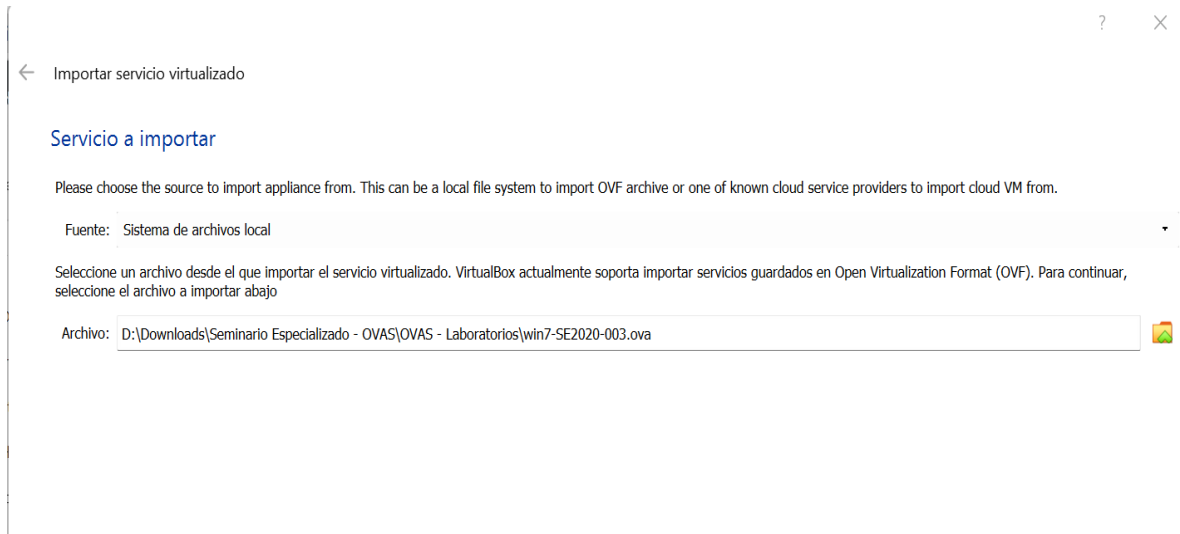 ?
Importar servicio virtualizado
Servicio a importar
Please choose the source to import appliance from. This can be a local file system to import OVF archive or one of known cloud service providers to import cloud VM from.
Fuente: Sistema de archivos local
Seleccione un archivo desde el que importar el servicio virtualizado. VirtualBox actualmente soporta importar servicios guardados en Open Virtualization Format (OVF). Para continuar,
seleccione el archivo a importar abajo
Archivo: D:\Downloads\Seminario Especializado - OVAS\OVAS - Laboratorios\win7-SE2020-003.ova